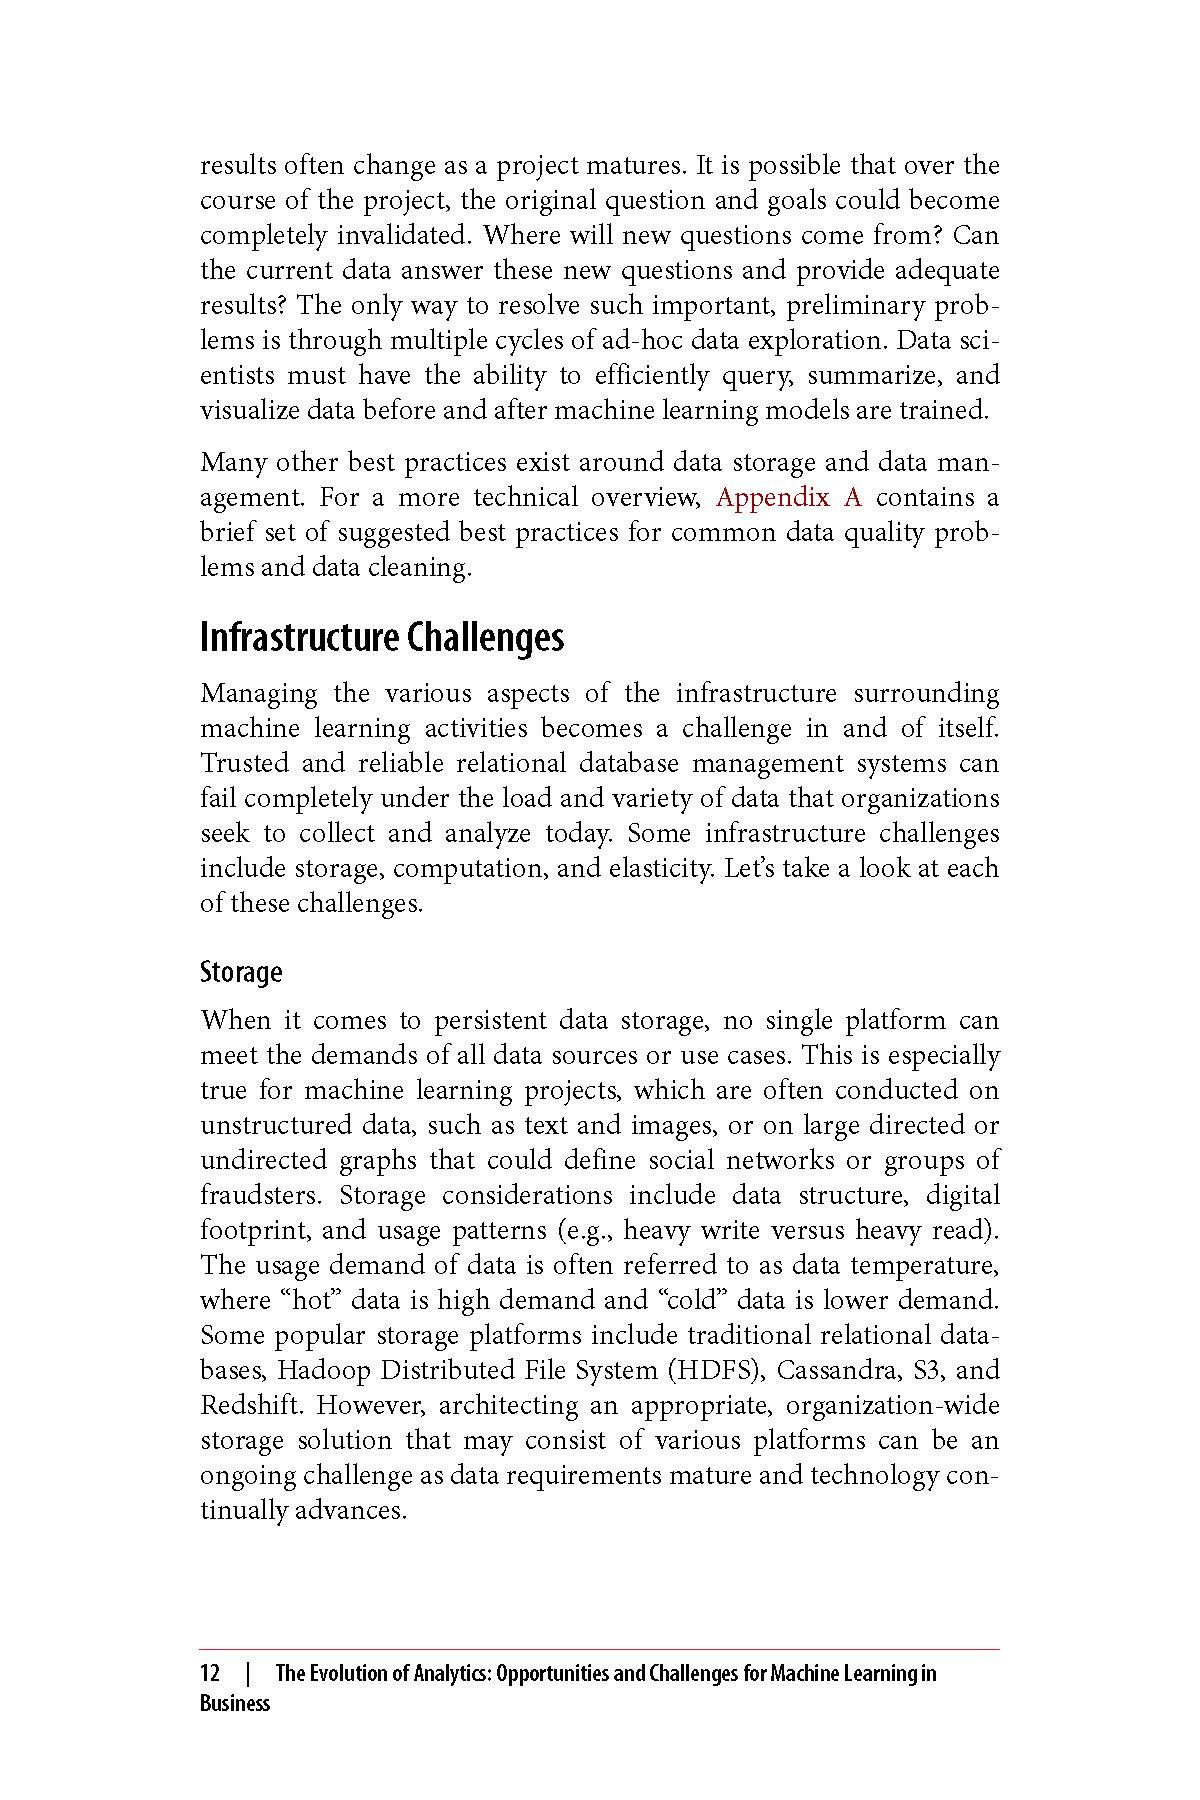 results often change as a project matures. It is possible that over the
course of the project, the original question and goals could become
completely invalidated. Where will new questions come from? Can
the current data answer these new questions and provide adequate
results? The only way to resolve such important, preliminary prob-
lems is through multiple cycles of ad-hoc data exploration. Data sci-
entists must have the ability to efficiently query, summarize, and
visualize data before and after machine learning models are trained.
Many other best practices exist around data storage and data man-
agement. For a more technical overview, Appendix A contains a
brief set of suggested best practices for common data quality prob-
lems and data cleaning.
Infrastructure Challenges
Managing the various aspects of the infrastructure surrounding
machine learning activities becomes a challenge in and of itself.
Trusted and reliable relational database management systems can
fail completely under the load and variety of data that organizations
seek to collect and analyze today. Some infrastructure challenges
include storage, computation, and elasticity. Let’s take a look at each
of these challenges.
Storage
When it comes to persistent data storage, no single platform can
meet the demands of all data sources or use cases. This is especially
true for machine learning projects, which are often conducted on
unstructured data, such as text and images, or on large directed or
undirected graphs that could define social networks or groups of
fraudsters. Storage considerations include data structure, digital
footprint, and usage patterns (e.g., heavy write versus heavy read).
The usage demand of data is often referred to as data temperature,
where “hot” data is high demand and “cold” data is lower demand.
Some popular storage platforms include traditional relational data-
bases, Hadoop Distributed File System (HDFS), Cassandra, S3, and
Redshift. However, architecting an appropriate, organization-wide
storage solution that may consist of various platforms can be an
ongoing challenge as data requirements mature and technology con-
tinually advances.
12 | The Evolution of Analytics: Opportunities and Challenges for Machine Learning in
Business